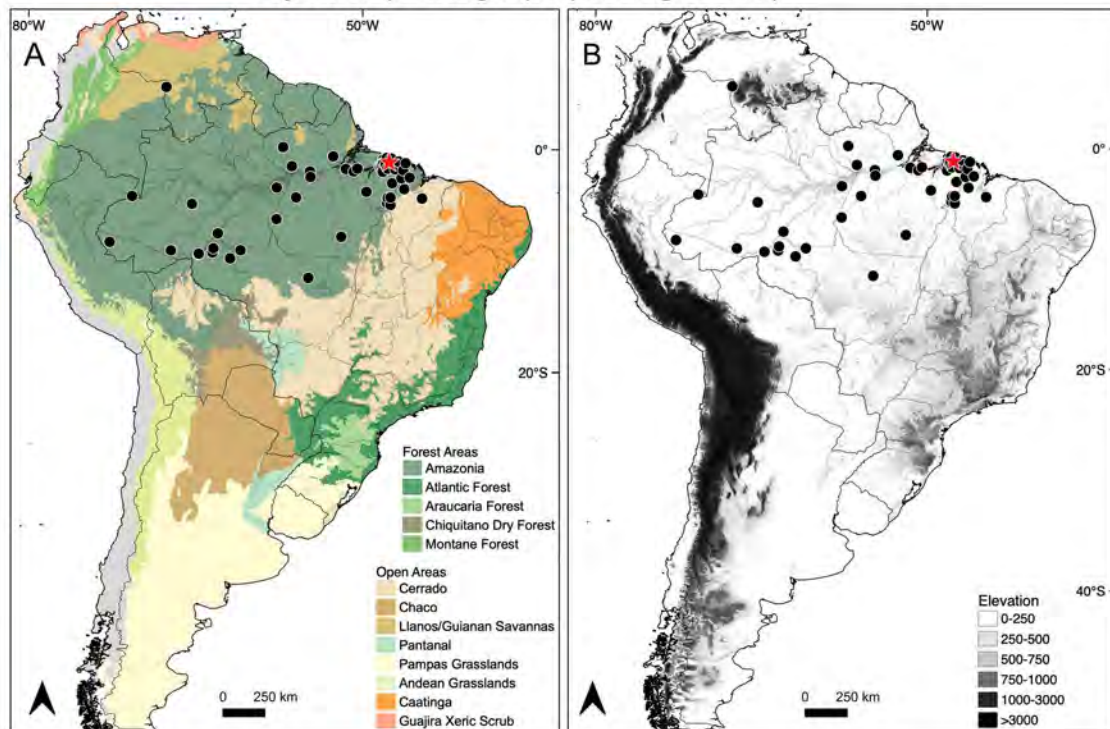 80°W
50°W
A
0°
20°S
Forest Areas
Amazonia
Atlantic Forest
Araucaria Forest
Chiquitano Dry Forest
Montane Forest
Open Areas
Cerrado
Chaco
Llanos/Guianan Savannas
Pantanal
Pampas Grasslands
Andean Grasslands
Caatinga
Guajira Xeric Scrub
0 250 km
80°W
50°W
B
0°
20°S
40°S
Elevation
0-250
250-500
500-750
750-1000
1000-3000
>3000
0 250 km